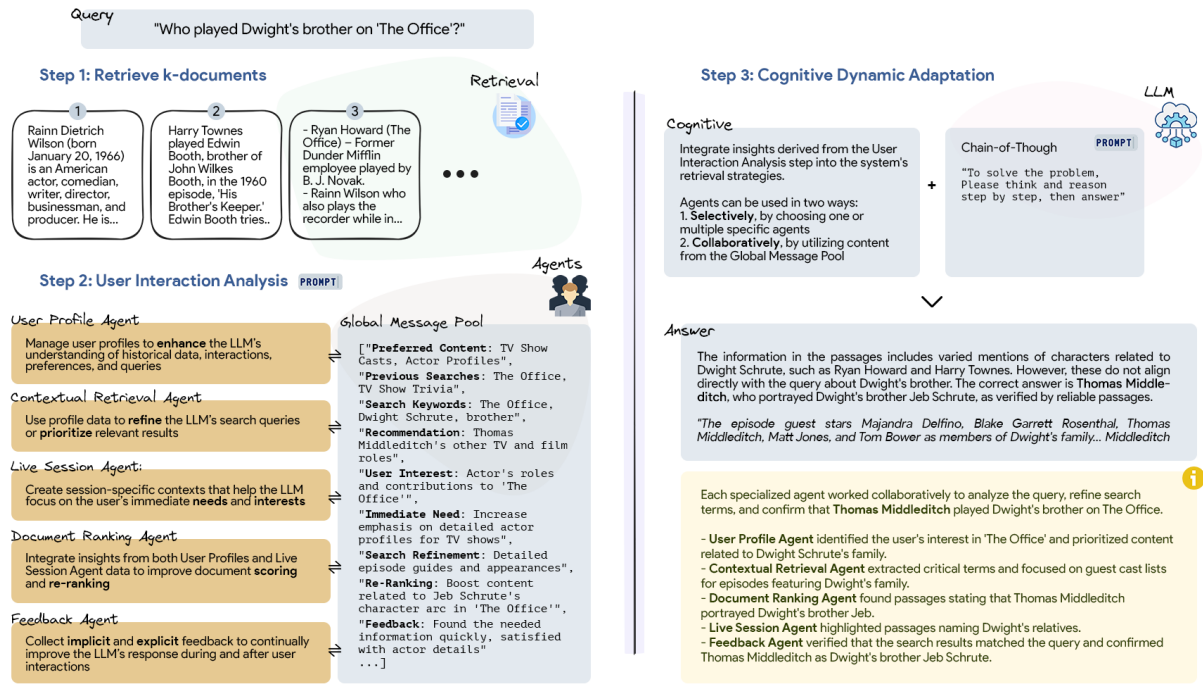 Query
"Who played Dwight's brother on 'The Office'?"
Step 1: Retrieve k-documents
Retrieval
1
Rainn Dietrich
Wilson (born
January 20, 1966)
is an American
actor, comedian,
writer, director,
businessman, and
producer. He is...
2
Harry Townes
played Edwin
Booth, brother of
John Wilkes
Booth, in the 1960
episode, 'His
Brother's Keeper.'
Edwin Booth tries..
3
- Ryan Howard (The
Office) – Former
Dunder Mifflin
employee played by
B. J. Novak.
- Rainn Wilson who
also plays the
recorder while in...
Step 2: User Interaction Analysis
PROMPT
Agents
User Profile Agent
Manage user profiles to enhance the LLM's
understanding of historical data, interactions,
preferences, and queries
Contextual Retrieval Agent
Use profile data to refine the LLM's search queries
or prioritize relevant results
Live Session Agent:
Create session-specific contexts that help the LLM
focus on the user's immediate needs and interests
Document Ranking Agent
Integrate insights from both User Profiles and Live
Session Agent data to improve document scoring
and re-ranking
Feedback Agent
Collect implicit and explicit feedback to continually
improve the LLM's response during and after user
interactions
Global Message Pool
["Preferred Content: TV Show
Casts, Actor Profiles",
"Previous Searches: The Office,
TV Show Trivia",
"Search Keywords: The Office,
Dwight Schrute, brother",
"Recommendation: Thomas
Middleditch's other TV and film
roles",
"User Interest: Actor's roles
and contributions to 'The
Office'",
"Immediate Need: Increase
emphasis on detailed actor
profiles for TV shows",
"Search Refinement: Detailed
episode guides and appearances",
"Re-Ranking: Boost content
related to Jeb Schrute's
character arc in 'The Office'",
"Feedback: Found the needed
information quickly, satisfied
with actor details"
...]
Step 3: Cognitive Dynamic Adaptation
LLM
Cognitive
Integrate insights derived from the User
Interaction Analysis step into the system's
retrieval strategies.
Agents can be used in two ways:
1. Selectively, by choosing one or
multiple specific agents
2. Collaboratively, by utilizing content
from the Global Message Pool
+
PROMPT
Chain-of-Though
"To solve the problem,
Please think and reason
step by step, then answer"
Answer
The information in the passages includes varied mentions of characters related to
Dwight Schrute, such as Ryan Howard and Harry Townes. However, these do not align
directly with the query about Dwight's brother. The correct answer is Thomas Middle-
ditch, who portrayed Dwight's brother Jeb Schrute, as verified by reliable passages.
"The episode guest stars Majandra Delfino, Blake Garrett Rosenthal, Thomas
Middleditch, Matt Jones, and Tom Bower as members of Dwight's family... Middleditch
i
Each specialized agent worked collaboratively to analyze the query, refine search
terms, and confirm that Thomas Middleditch played Dwight's brother on The Office.
- User Profile Agent identified the user's interest in 'The Office' and prioritized content
related to Dwight Schrute's family.
- Contextual Retrieval Agent extracted critical terms and focused on guest cast lists
for episodes featuring Dwight's family.
- Document Ranking Agent found passages stating that Thomas Middleditch
portrayed Dwight's brother Jeb.
- Live Session Agent highlighted passages naming Dwight's relatives.
- Feedback Agent verified that the search results matched the query and confirmed
Thomas Middleditch as Dwight's brother Jeb Schrute.